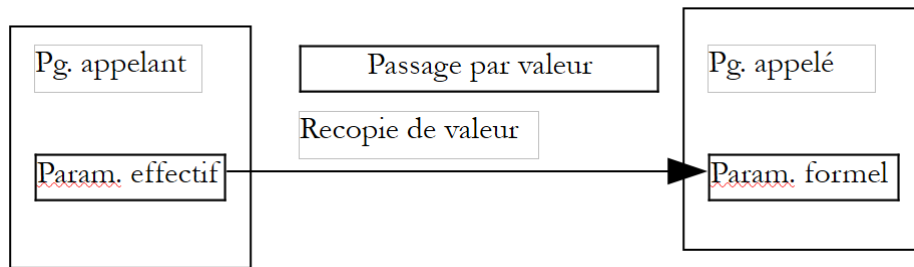 Pg. appelant
Passage par valeur
Pg. appelé
Recopie de valeur
Param. effectif
Param. formel